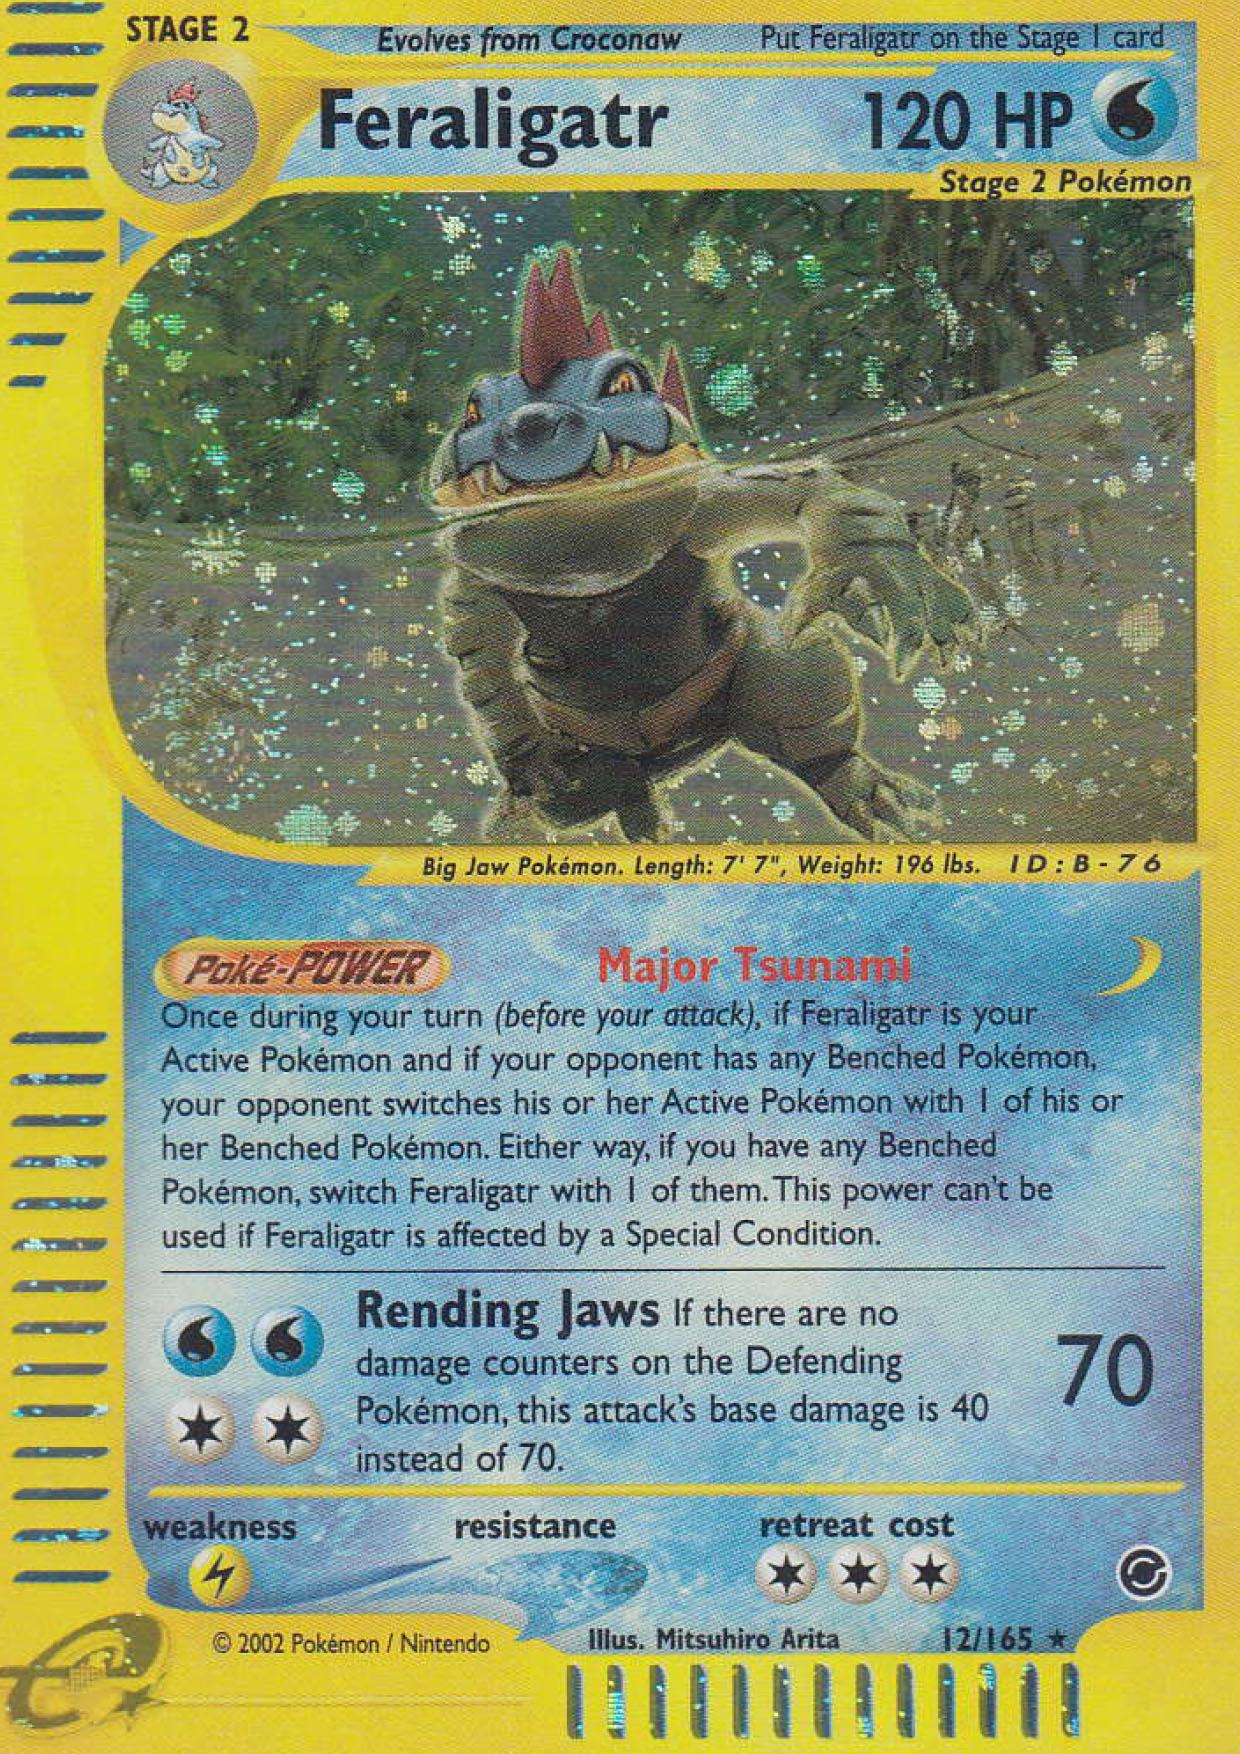 STAGE 2
Evolves from Croconaw
Put Feraligatr on the Stage 1 card
Feraligatr
120 HP
Stage 2 Pokémon
Big Jaw Pokémon. Length: 7' 7", Weight: 196 lbs. ID:B-76
Poké-POWER
Major Tsunami
Once during your turn (before your attack), if Feraligatr is your
Active Pokémon and if your opponent has any Benched Pokémon,
your opponent switches his or her Active Pokémon with 1 of his or
her Benched Pokémon. Either way, if you have any Benched
Pokémon, switch Feraligatr with 1 of them. This power can't be
used if Feraligatr is affected by a Special Condition.
Rending Jaws If there are no
damage counters on the Defending
Pokémon, this attack's base damage is 40
instead of 70.
70
weakness
resistance
retreat cost
© 2002 Pokémon / Nintendo
Illus. Mitsuhiro Arita
12/165 ★